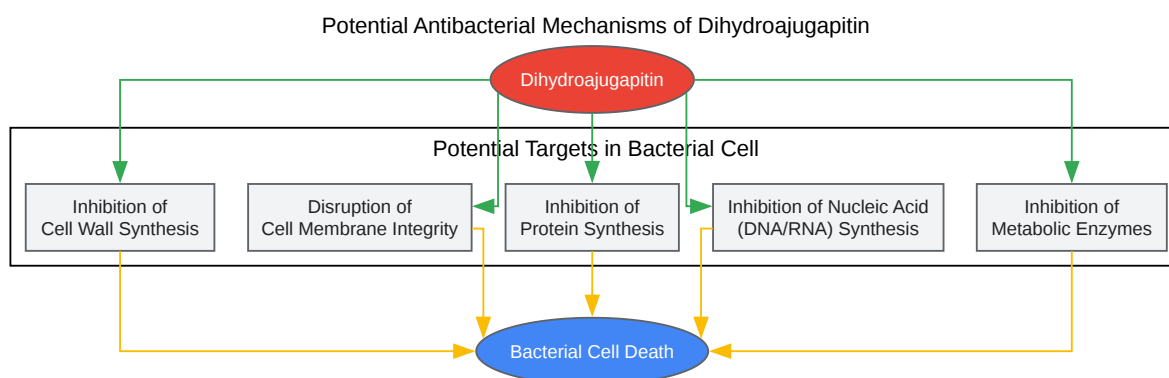 Potential Antibacterial Mechanisms of Dihydroajugapitin
Dihydroajugapitin
Potential Targets in Bacterial Cell
Inhibition of
Cell Wall Synthesis
Disruption of
Cell Membrane Integrity
Inhibition of
Protein Synthesis
Inhibition of Nucleic Acid
(DNA/RNA) Synthesis
Inhibition of
Metabolic Enzymes
Bacterial Cell Death